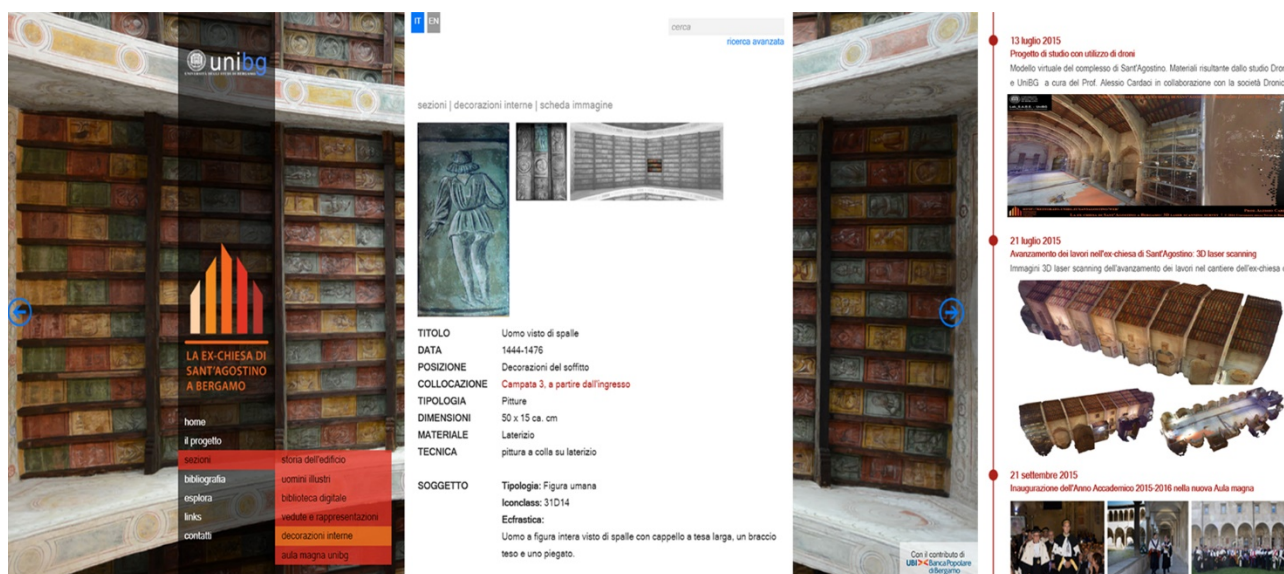 unibg
LA EX-CHIESA DI
SANT'AGOSTINO
A BERGAMO
home
il progetto
sezioni
bibliografia
esplora
links
contatti
storia dell'edificio
uomini illustri
biblioteca digitale
vedute e rappresentazioni
decorazioni interne
aula magna unibg
IT EN
cerca
ricerca avanzata
sezioni | decorazioni interne | scheda immagine
TITOLO Uomo visto di spalle
DATA 1444-1476
POSIZIONE Decorazioni del soffitto
COLLOCAZIONE Campata 3, a partire dall'ingresso
TIPOLOGIA Pitture
DIMENSIONI 50 x 15 ca. cm
MATERIALE Laterizio
TECNICA pittura a colla su laterizio
SOGGETTO Tipologia: Figura umana
Iconclass: 31D14
Ecfrastica:
Uomo a figura intera visto di spalle con cappello a tesa larga, un braccio
teso e uno piegato.
Con il contributo di
UBI Banca Popolare
di Bergamo
13 luglio 2015
Progetto di studio con utilizzo di droni
Modello virtuale del complesso di Sant'Agostino. Materiali risultante dallo studio Dron
e UniBG a cura del Prof. Alessio Cardaci in collaborazione con la società Dronic
21 luglio 2015
Avanzamento dei lavori nell'ex-chiesa di Sant'Agostino: 3D laser scanning
Immagini 3D laser scanning dell'avanzamento dei lavori nel cantiere dell'ex-chiesa
21 settembre 2015
Inaugurazione dell'Anno Accademico 2015-2016 nella nuova Aula magna